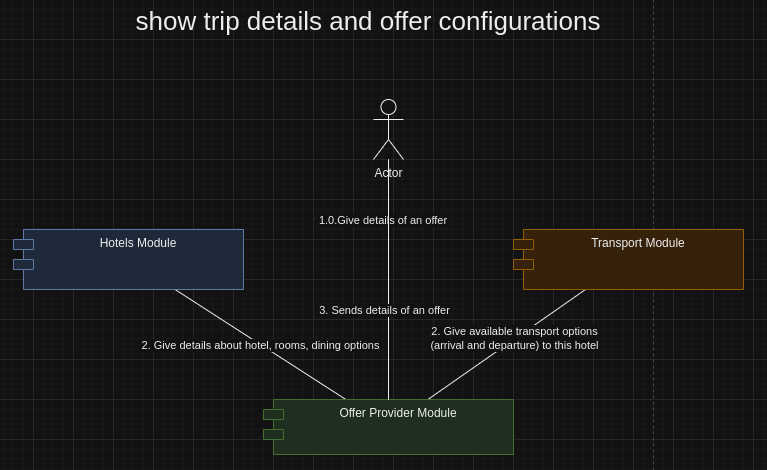 show trip details and offer configurations
Actor
1.0.Give details of an offer
Hotels Module
Transport Module
3. Sends details of an offer
2. Give available transport options
(arrival and departure) to this hotel
2. Give details about hotel, rooms, dining options
Offer Provider Module